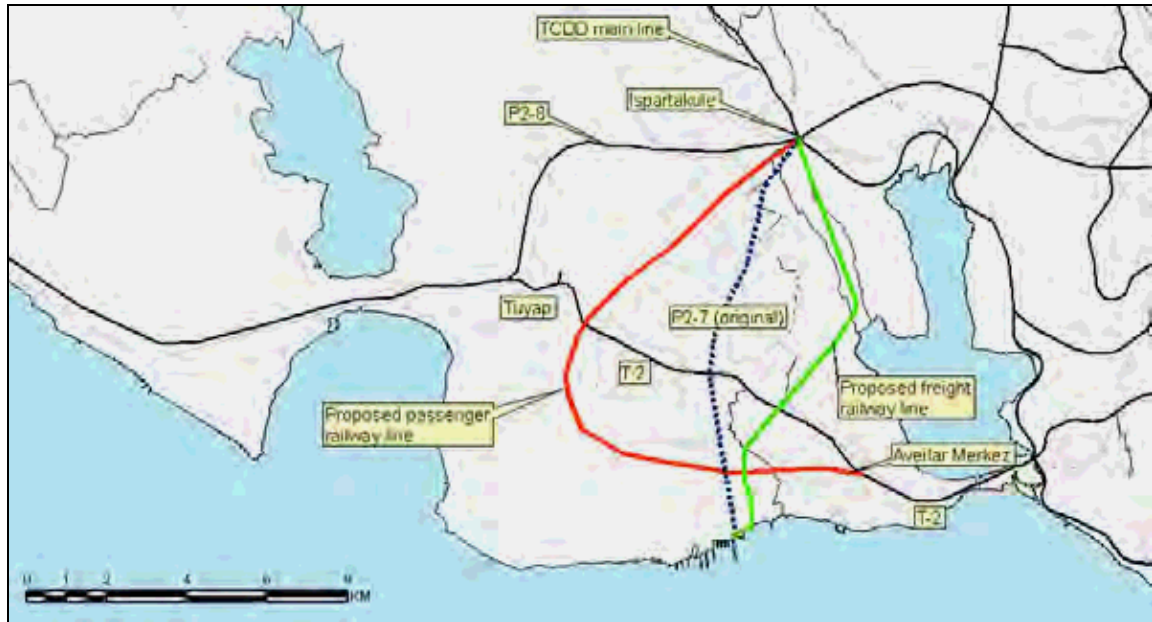 TCDD main line
Ispartakule
P2-8
Tuyap
P2-7 (original)
T-2
Proposed passenger
railway line
Proposed freight
railway line
Aveilar Merkez
T-2
0 1 2 4 6 8
KM